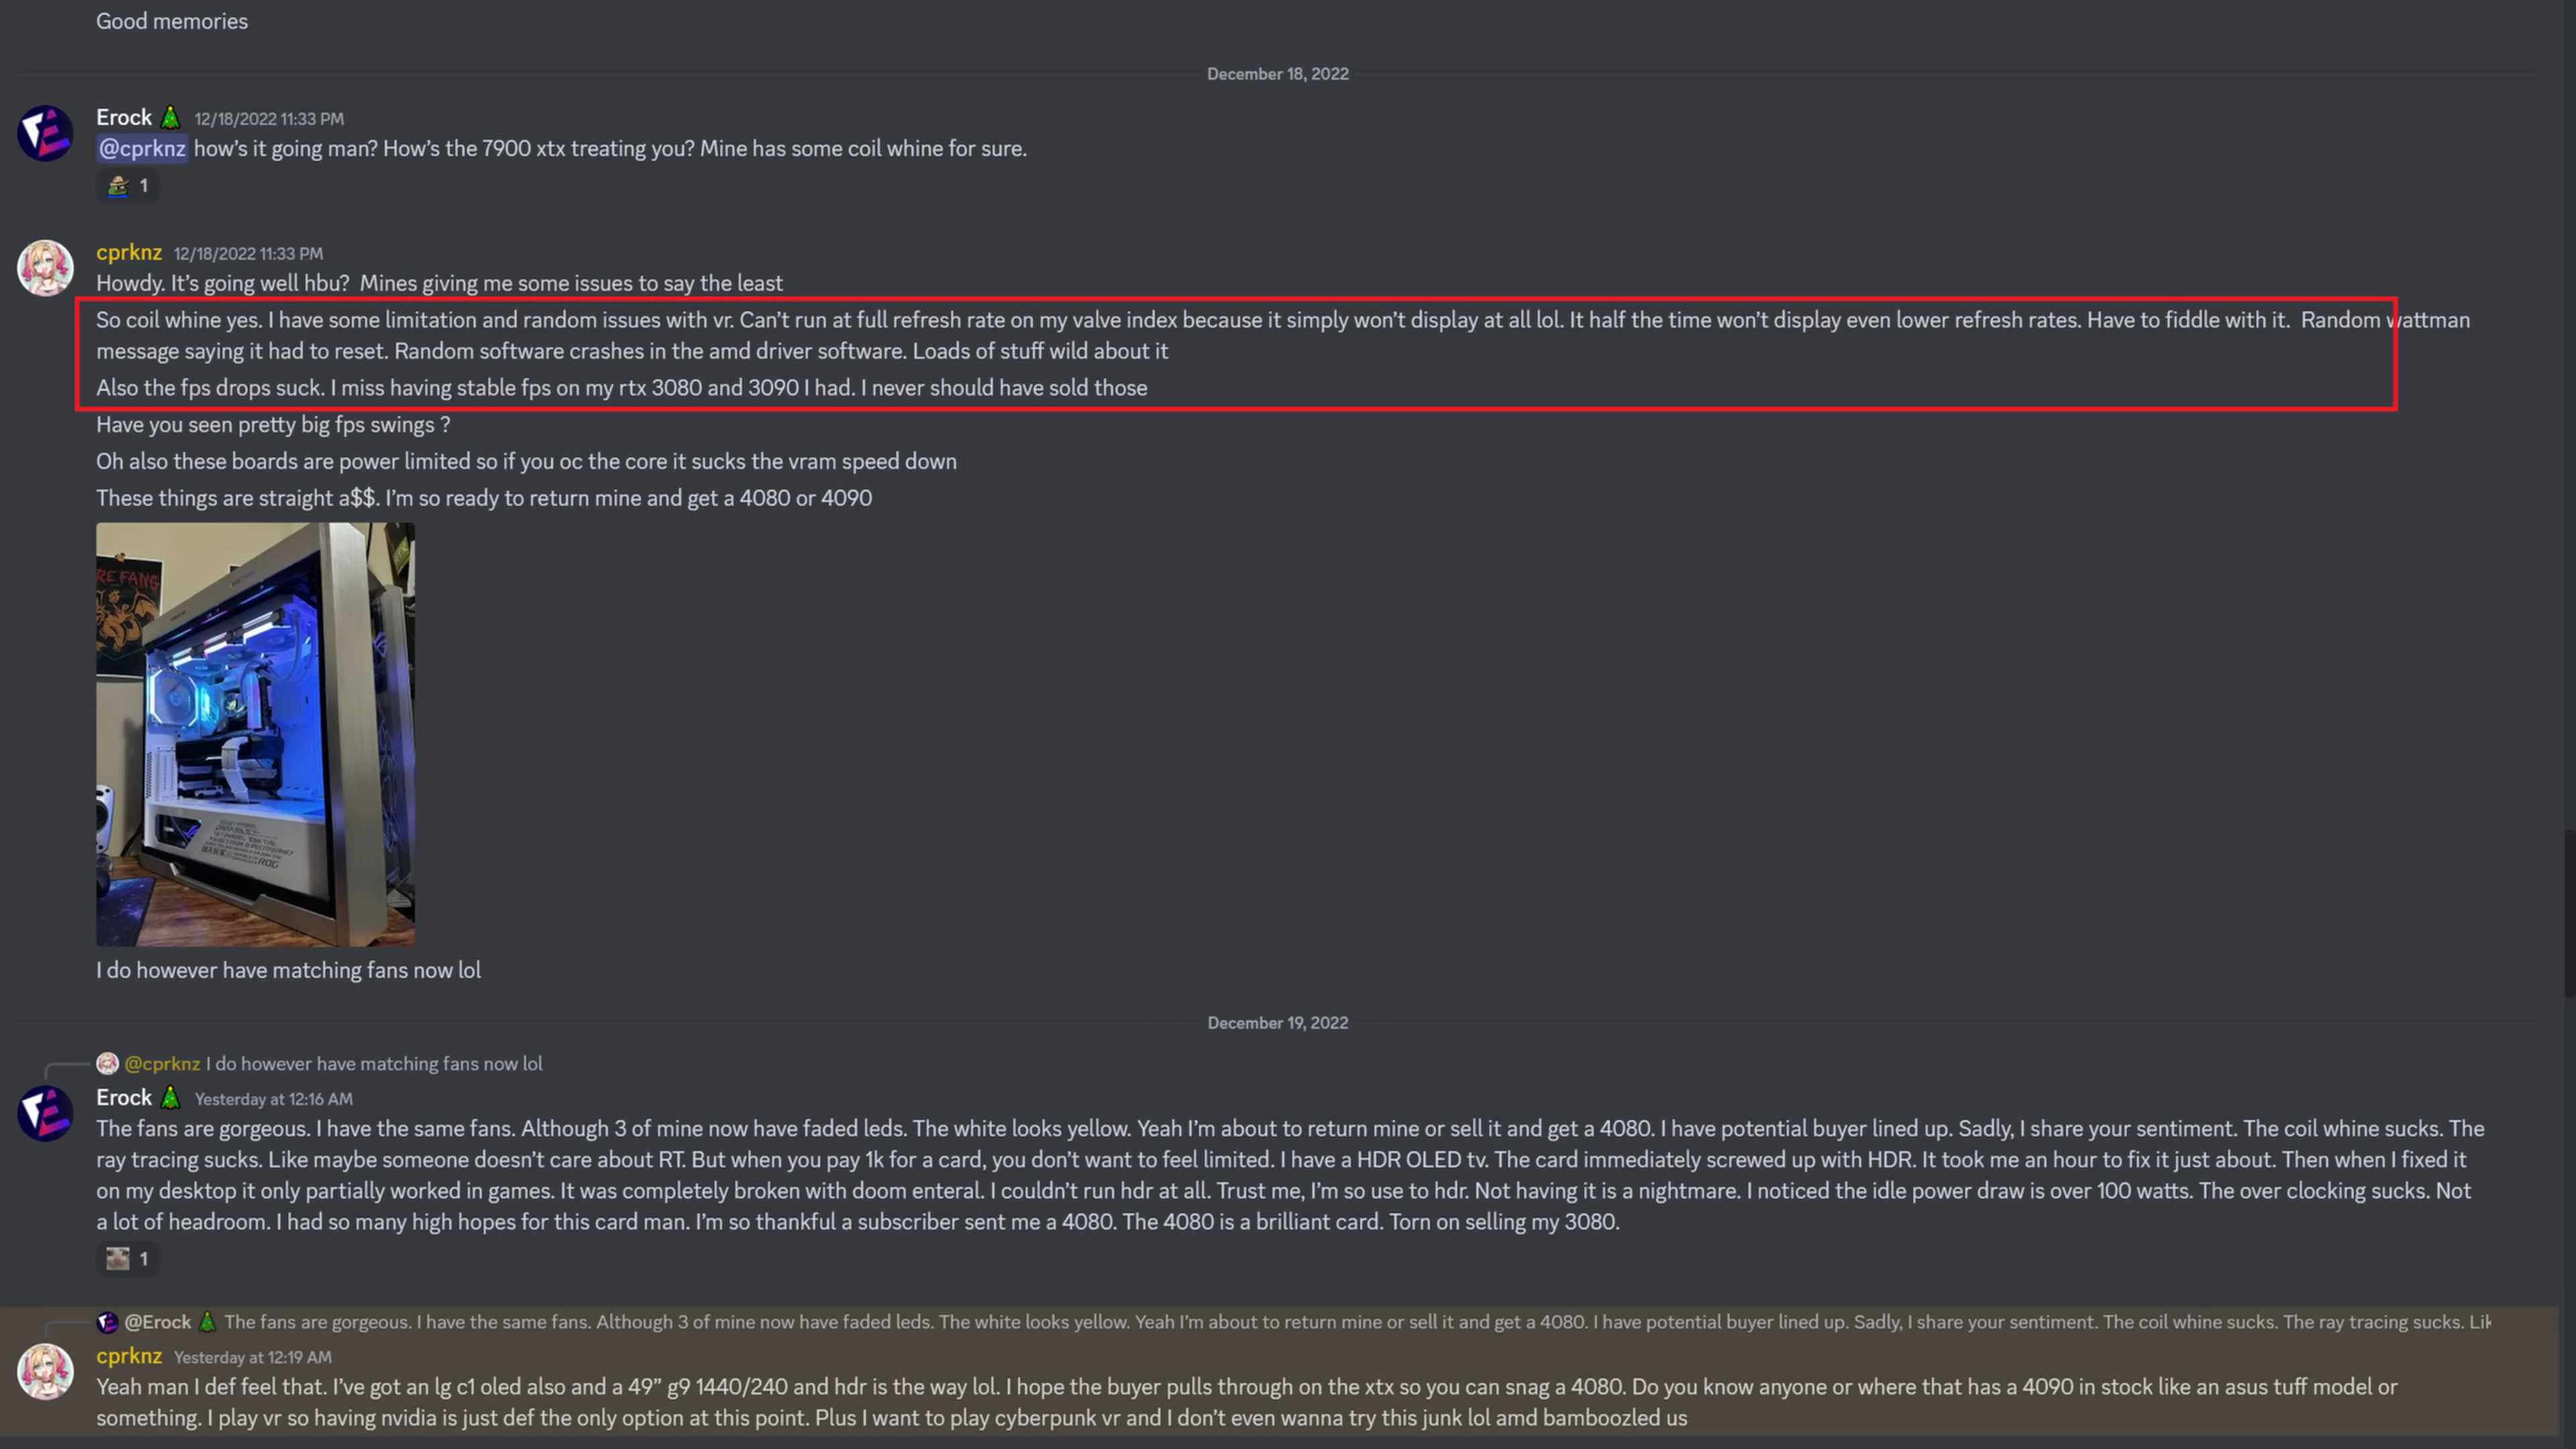 Good memories
December 18, 2022
Erock 12/18/2022 11:33 PM
@cprknz how's it going man? How's the 7900 xtx treating you? Mine has some coil whine for sure.
1
cprknz 12/18/2022 11:33 PM
Howdy. It's going well hbu? Mines giving me some issues to say the least
So coil whine yes. I have some limitation and random issues with vr. Can't run at full refresh rate on my valve index because it simply won't display at all lol. It half the time won't display even lower refresh rates. Have to fiddle with it. Random wattman
message saying it had to reset. Random software crashes in the amd driver software. Loads of stuff wild about it
Also the fps drops suck. I miss having stable fps on my rtx 3080 and 3090 I had. I never should have sold those
Have you seen pretty big fps swings ?
Oh also these boards are power limited so if you oc the core it sucks the vram speed down
These things are straight a$$. I'm so ready to return mine and get a 4080 or 4090
RE FANG
ROG
I do however have matching fans now lol
December 19, 2022
@cprknz I do however have matching fans now lol
Erock Yesterday at 12:16 AM
The fans are gorgeous. I have the same fans. Although 3 of mine now have faded leds. The white looks yellow. Yeah I'm about to return mine or sell it and get a 4080. I have potential buyer lined up. Sadly, I share your sentiment. The coil whine sucks. The
ray tracing sucks. Like maybe someone doesn't care about RT. But when you pay 1k for a card, you don't want to feel limited. I have a HDR OLED tv. The card immediately screwed up with HDR. It took me an hour to fix it just about. Then when I fixed it
on my desktop it only partially worked in games. It was completely broken with doom enteral. I couldn't run hdr at all. Trust me, I'm so use to hdr. Not having it is a nightmare. I noticed the idle power draw is over 100 watts. The over clocking sucks. Not
a lot of headroom. I had so many high hopes for this card man. I'm so thankful a subscriber sent me a 4080. The 4080 is a brilliant card. Torn on selling my 3080.
1
@Erock The fans are gorgeous. I have the same fans. Although 3 of mine now have faded leds. The white looks yellow. Yeah I'm about to return mine or sell it and get a 4080. I have potential buyer lined up. Sadly, I share your sentiment. The coil whine sucks. The ray tracing sucks. Lik
cprknz Yesterday at 12:19 AM
Yeah man I def feel that. I've got an lg c1 oled also and a 49" g9 1440/240 and hdr is the way lol. I hope the buyer pulls through on the xtx so you can snag a 4080. Do you know anyone or where that has a 4090 in stock like an asus tuff model or
something. I play vr so having nvidia is just def the only option at this point. Plus I want to play cyberpunk vr and I don't even wanna try this junk lol amd bamboozled us